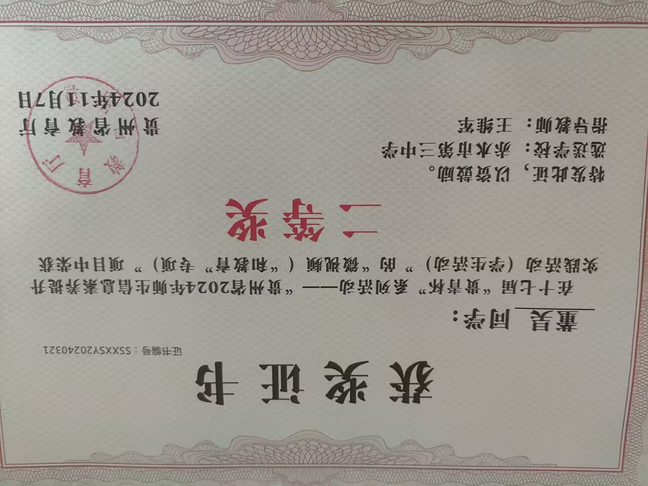 获奖证书
证书编号：SSXXSY20240321
董昊 同学：
在十七届“贵青杯”系列活动——“贵州省2024年师生信息素养提升
实践活动（学生活动）”的“微视频（“和教育”专项）”项目中荣获
二等奖
特发此证，以资鼓励。
选送学校：赤水市第三中学
指导教师：王维军
贵州省教育厅
2024年11月7日